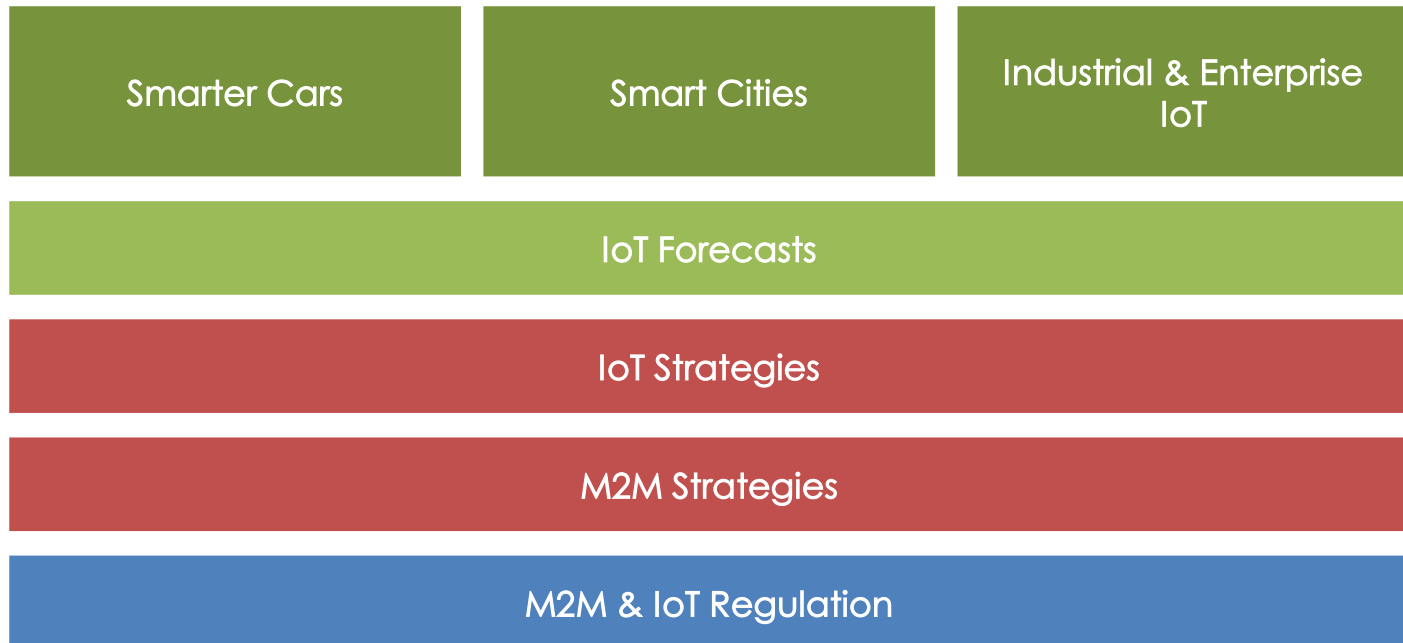 Smarter Cars
Smart Cities
Industrial & Enterprise
IoT
IoT Forecasts
IoT Strategies
M2M Strategies
M2M & IoT Regulation